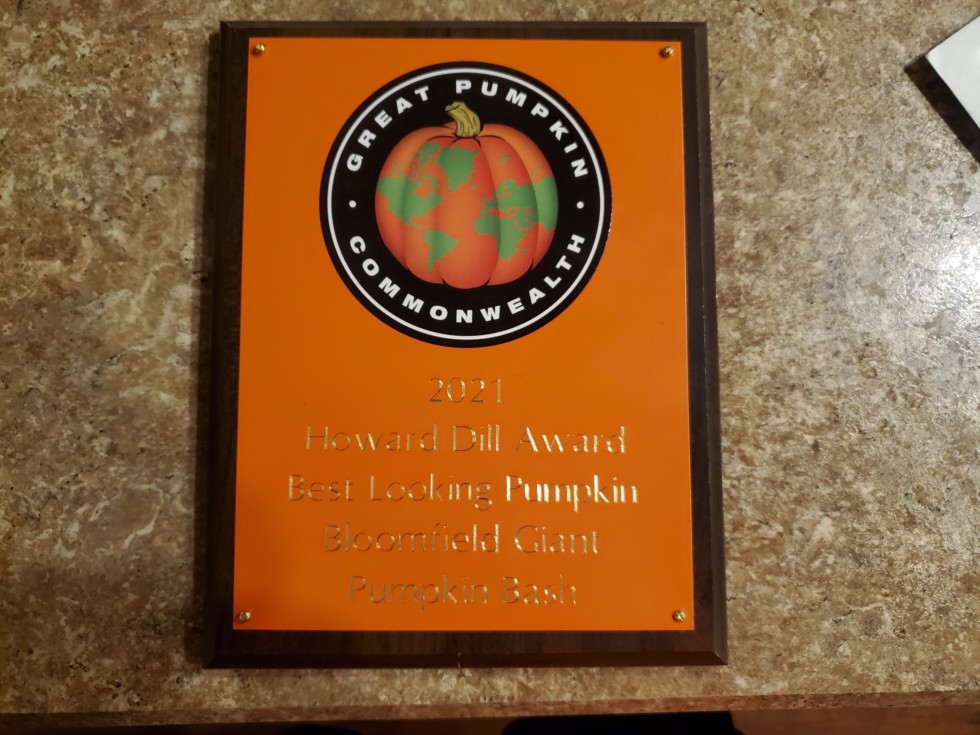 GREAT PUMPKIN
COMMONWEALTH
2021
Howard Dill Award
Best Looking Pumpkin
Bloomfield Giant
Pumpkin Bash